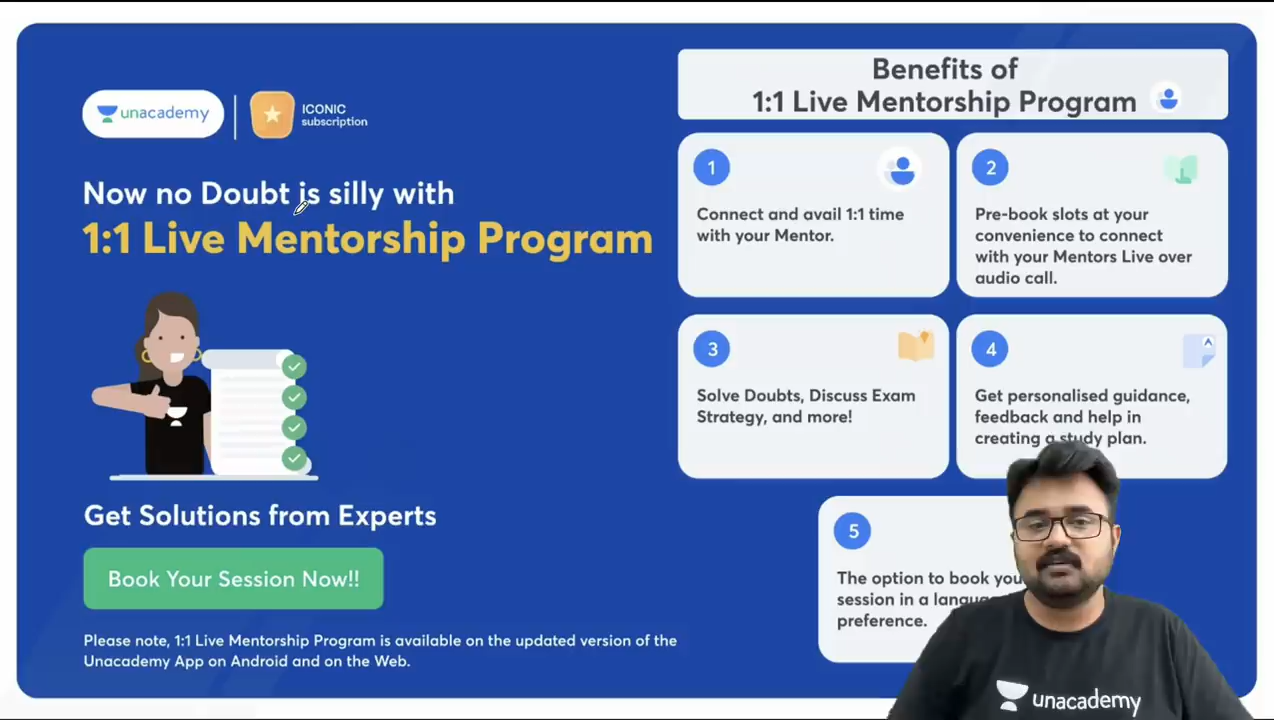 unacademy
ICONIC
subscription
Now no Doubt is silly with
1:1 Live Mentorship Program
Get Solutions from Experts
Book Your Session Now!!
Please note, 1:1 Live Mentorship Program is available on the updated version of the
Unacademy App on Android and on the Web.
Benefits of
1:1 Live Mentorship Program
1
Connect and avail 1:1 time
with your Mentor.
2
Pre-book slots at your
convenience to connect
with your Mentors Live over
audio call.
3
Solve Doubts, Discuss Exam
Strategy, and more!
4
A
Get personalised guidance,
feedback and help in
creating a study plan.
5
The option to book
session in a
preference.
unacademy